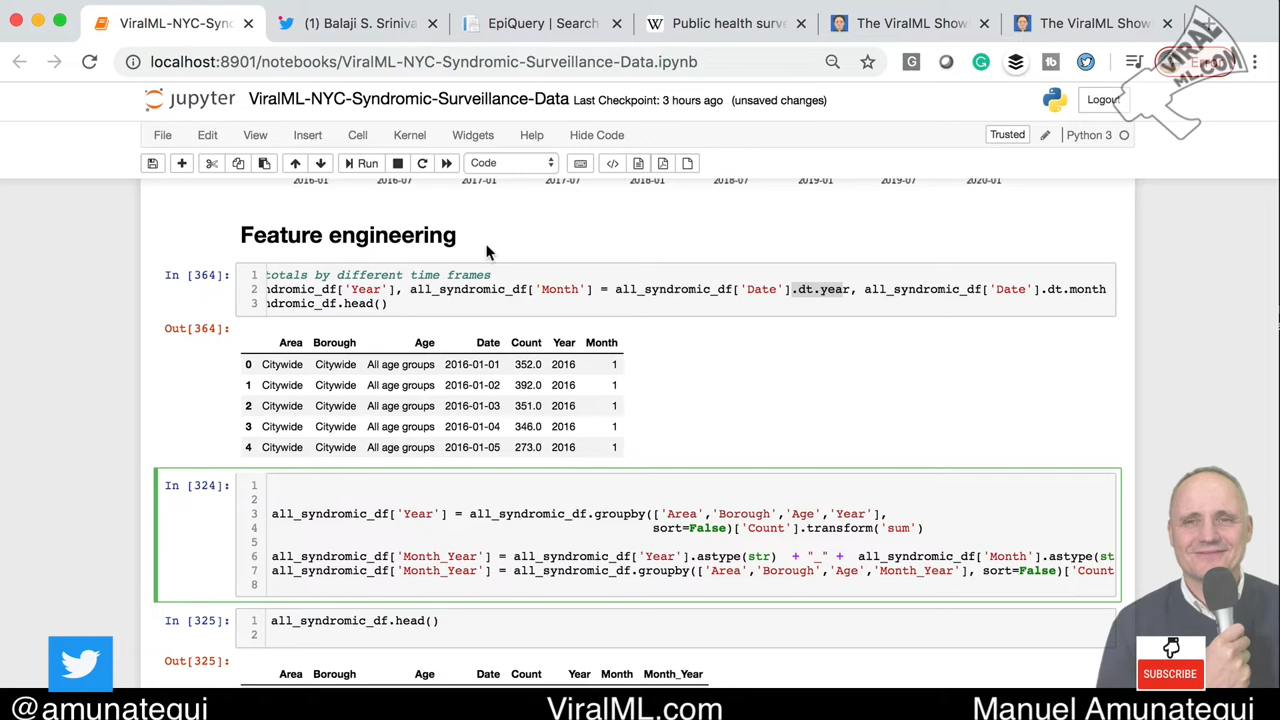 ViralML-NYC-Sync
(1) Balaji S. Sriniva
EpiQuery | Search
Public health surve
The ViralML Show
The ViralML Show
localhost:8901/notebooks/ViralML-NYC-Syndromic-Surveillance-Data.ipynb
Error
VIRAL
ML.COM
jupyter
ViralML-NYC-Syndromic-Surveillance-Data Last Checkpoint: 3 hours ago (unsaved changes)
Logout
File Edit View Insert Cell Kernel Widgets Help Hide Code
Trusted
Python 3
Run
Code
2016-01 2016-07 2017-01 2017-07 2018-01 2018-07 2019-01 2019-07 2020-01
Feature engineering
In [364]:
1 totals by different time frames
2 ndromic_df['Year'], all_syndromic_df['Month'] = all_syndromic_df['Date'].dt.year, all_syndromic_df['Date'].dt.month
3 ndromic_df.head()
Out[364]:
Area Borough Age Date Count Year Month
0 Citywide Citywide All age groups 2016-01-01 352.0 2016 1
1 Citywide Citywide All age groups 2016-01-02 392.0 2016 1
2 Citywide Citywide All age groups 2016-01-03 351.0 2016 1
3 Citywide Citywide All age groups 2016-01-04 346.0 2016 1
4 Citywide Citywide All age groups 2016-01-05 273.0 2016 1
In [324]:
1
2
3 all_syndromic_df['Year'] = all_syndromic_df.groupby(['Area','Borough','Age','Year'],
4 sort=False)['Count'].transform('sum')
5
6 all_syndromic_df['Month_Year'] = all_syndromic_df['Year'].astype(str) + "_" + all_syndromic_df['Month'].astype(st
7 all_syndromic_df['Month_Year'] = all_syndromic_df.groupby(['Area','Borough','Age','Month_Year'], sort=False)['Count
8
In [325]:
1 all_syndromic_df.head()
2
Out[325]:
Area Borough Age Date Count Year Month Month_Year
SUBSCRIBE
@amunategui
ViralML.com
Manuel Amunategui